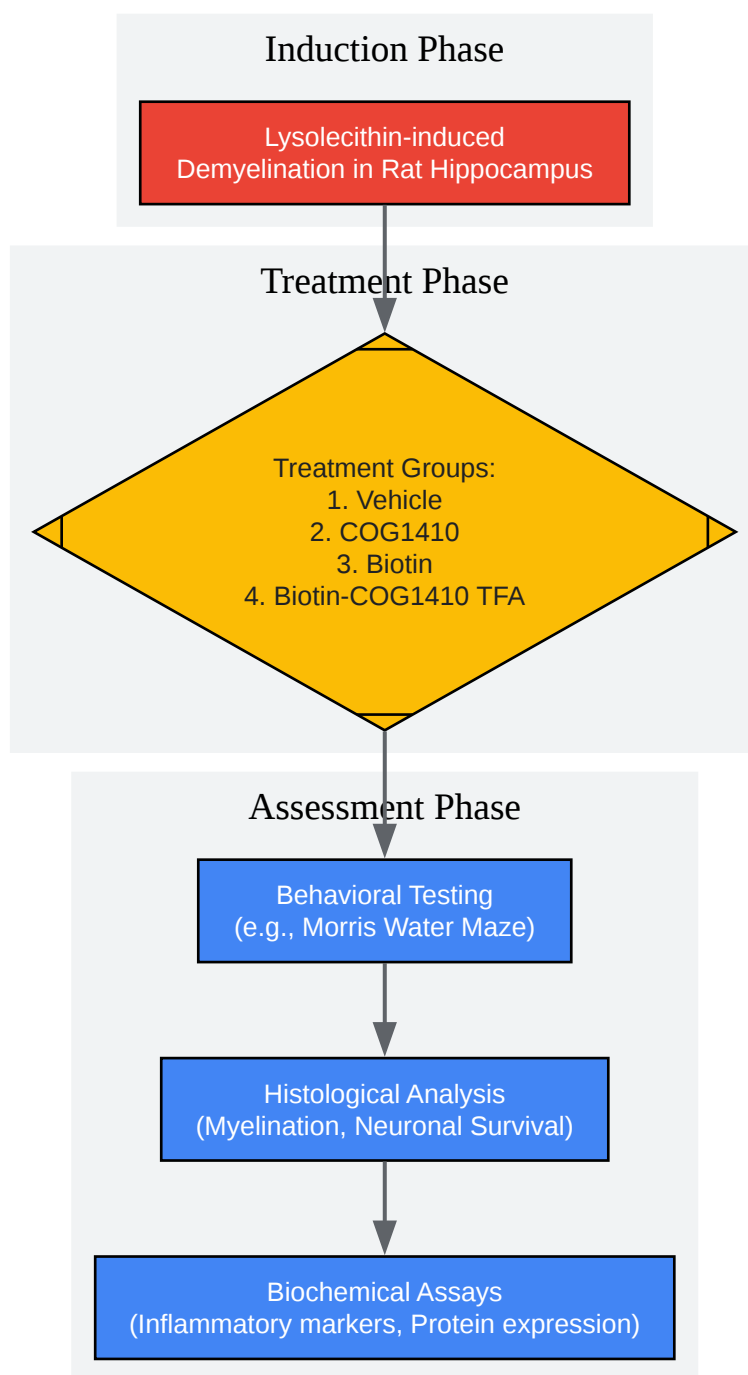 Induction Phase
Lysolecithin-induced
Demyelination in Rat Hippocampus
Treatment Phase
Treatment Groups:
1. Vehicle
2. COG1410
3. Biotin
4. Biotin-COG1410 TFA
Assessment Phase
Behavioral Testing
(e.g., Morris Water Maze)
Histological Analysis
(Myelination, Neuronal Survival)
Biochemical Assays
(Inflammatory markers, Protein expression)